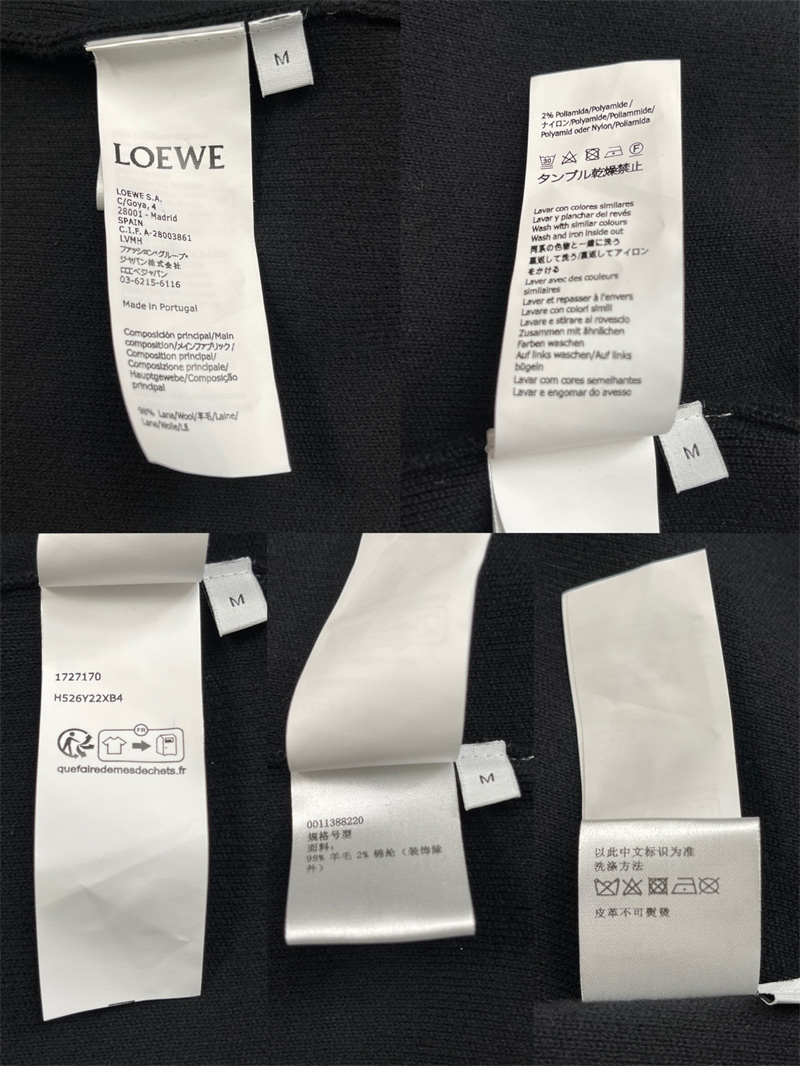 M
LOEWE
LOEWE S.A.
C/Goya, 4
28001 - Madrid
SPAIN
C.I.F. A-28003861
LVMH
ファッション・グループ・
ジャパン株式会社
ロエベジャパン
03-6215-6116
Made in Portugal
Composición principal/Main
composition/メインファブリック/
Composition principal/
Composizione principale/
Hauptgewebe/Composição
principal
98% Lana/Wool/羊毛/Laine/
Lana/Wolle/Lã
2% Poliamida/Polyamide/
ナイロン/Polyamide/Poliammide/
Polyamid oder Nylon/Poliamida
30
F
タンブル乾燥禁止
Lavar con colores similares
Lavar y planchar del revés
Wash with similar colours
Wash and iron inside out
同系の色物と一緒に洗う
裏返して洗う/裏返してアイロン
をかける
Laver avec des couleurs
similaires
Laver et repasser à l'envers
Lavare con colori simili
Lavare e stirare al rovescio
Zusammen mit ähnlichen
Farben waschen
Auf links waschen/Auf links
bügeln
Lavar com cores semelhantes
Lavar e engomar do avesso
M
M
1727170
H526Y22XB4
FR
quefairedemesdechets.fr
M
0011388220
规格号型
面料:
98% 羊毛 2% 锦纶（装饰除
外）
以此中文标识为准
洗涤方法
皮革不可熨烫